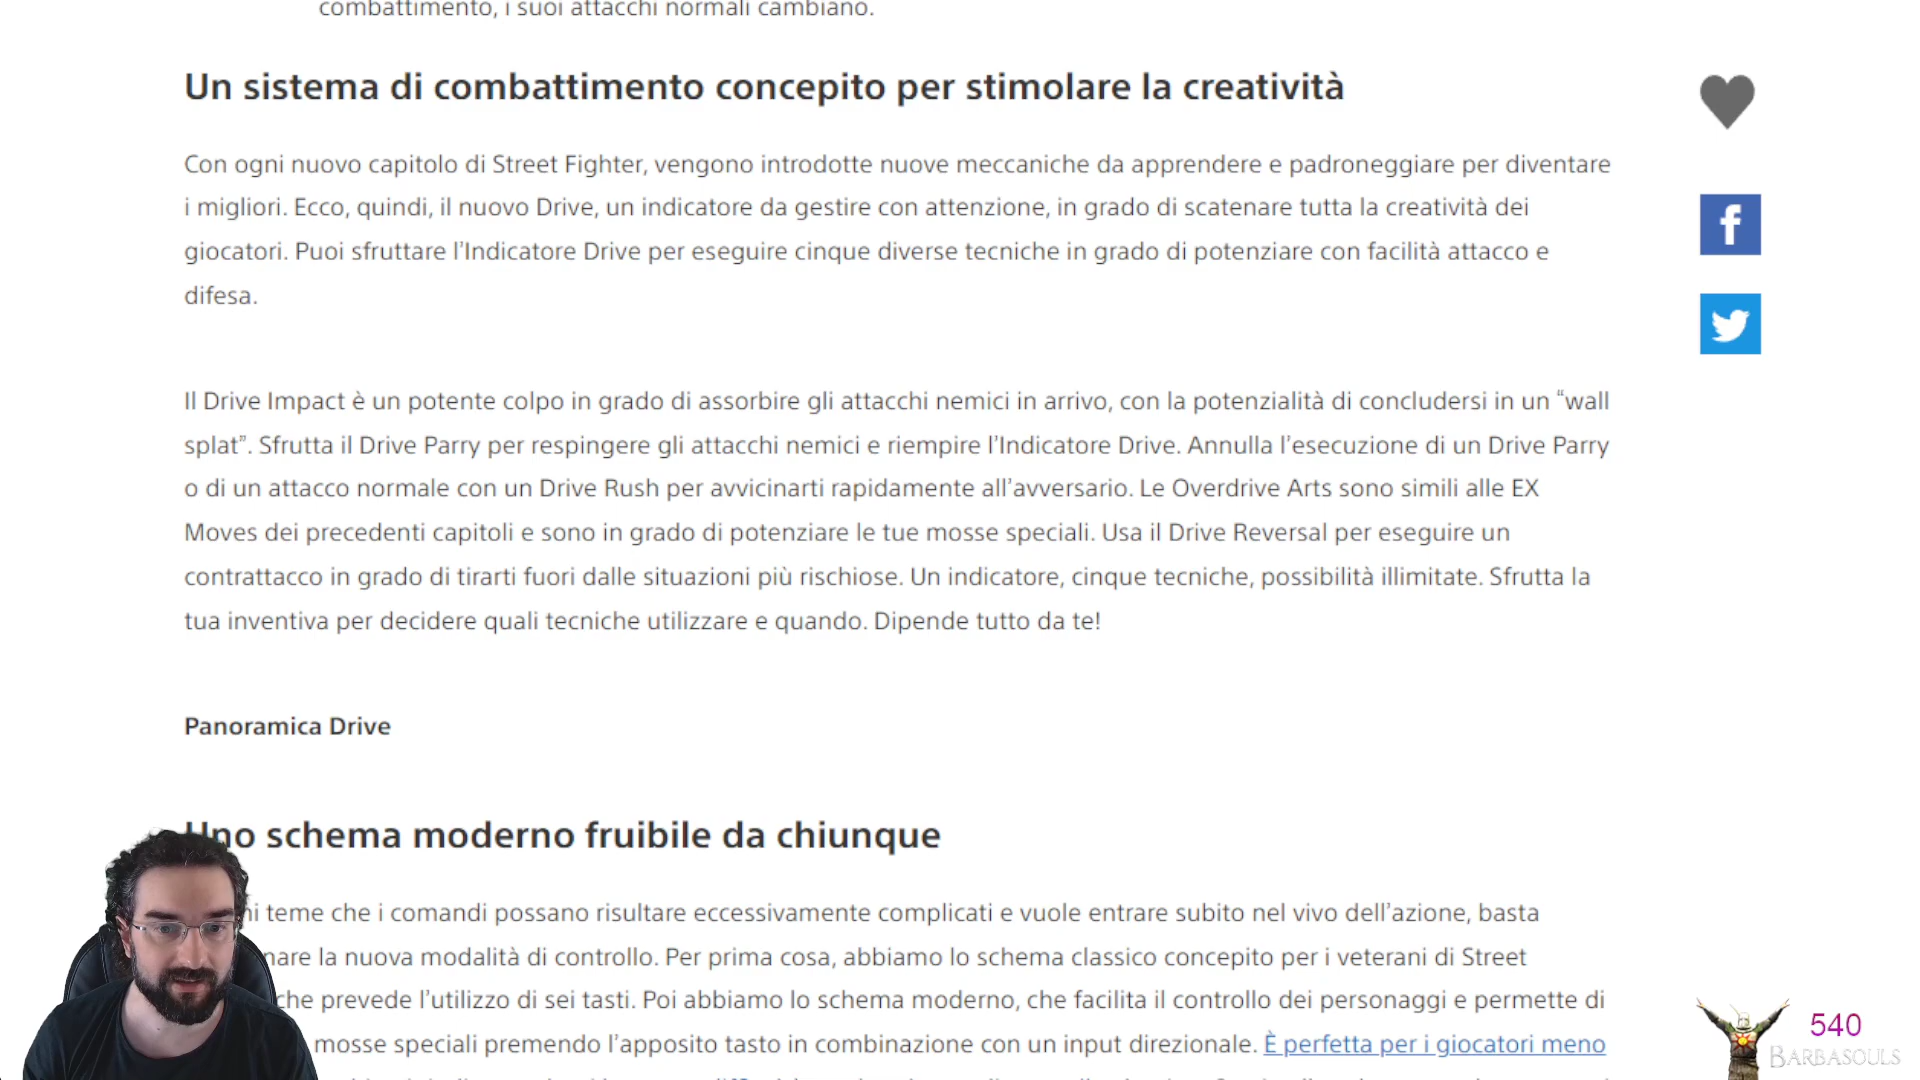 combattimento, i suoi attacchi normali cambiano.
Un sistema di combattimento concepito per stimolare la creatività
Con ogni nuovo capitolo di Street Fighter, vengono introdotte nuove meccaniche da apprendere e padroneggiare per diventare
i migliori. Ecco, quindi, il nuovo Drive, un indicatore da gestire con attenzione, in grado di scatenare tutta la creatività dei
giocatori. Puoi sfruttare l’Indicatore Drive per eseguire cinque diverse tecniche in grado di potenziare con facilità attacco e
difesa.
Il Drive Impact è un potente colpo in grado di assorbire gli attacchi nemici in arrivo, con la potenzialità di concludersi in un “wall
splat”. Sfrutta il Drive Parry per respingere gli attacchi nemici e riempire l’Indicatore Drive. Annulla l’esecuzione di un Drive Parry
o di un attacco normale con un Drive Rush per avvicinarti rapidamente all’avversario. Le Overdrive Arts sono simili alle EX
Moves dei precedenti capitoli e sono in grado di potenziare le tue mosse speciali. Usa il Drive Reversal per eseguire un
contrattacco in grado di tirarti fuori dalle situazioni più rischiose. Un indicatore, cinque tecniche, possibilità illimitate. Sfrutta la
tua inventiva per decidere quali tecniche utilizzare e quando. Dipende tutto da te!
Panoramica Drive
Uno schema moderno fruibile da chiunque
teme che i comandi possano risultare eccessivamente complicati e vuole entrare subito nel vivo dell’azione, basta
la nuova modalità di controllo. Per prima cosa, abbiamo lo schema classico concepito per i veterani di Street
che prevede l’utilizzo di sei tasti. Poi abbiamo lo schema moderno, che facilita il controllo dei personaggi e permette di
mosse speciali premendo l’apposito tasto in combinazione con un input direzionale. È perfetta per i giocatori meno
540
BARBASOULS